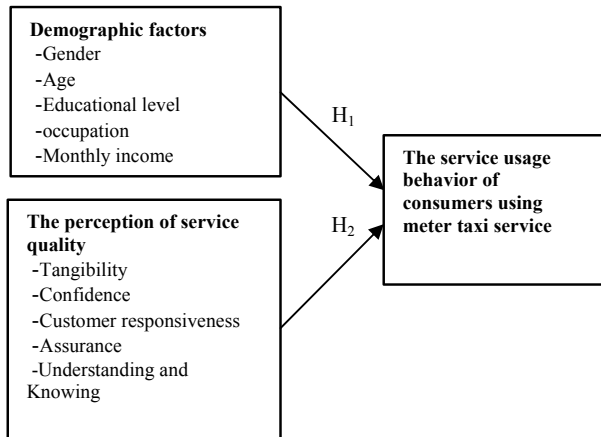 Demographic factors
-Gender
-Age
-Educational level
-occupation
-Monthly income
H₁
The service usage
behavior of
consumers using
meter taxi service
The perception of service
quality
-Tangibility
-Confidence
-Customer responsiveness
-Assurance
-Understanding and
Knowing
H₂